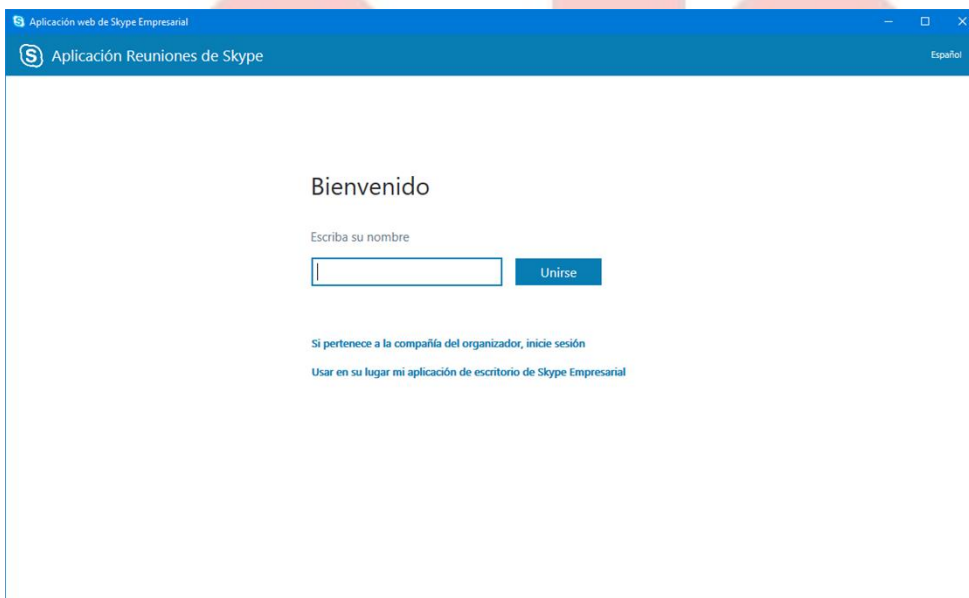 Aplicación web de Skype Empresarial
Aplicación Reuniones de Skype
Español
Bienvenido
Escriba su nombre
Unirse
Si pertenece a la compañía del organizador, inicie sesión
Usar en su lugar mi aplicación de escritorio de Skype Empresarial